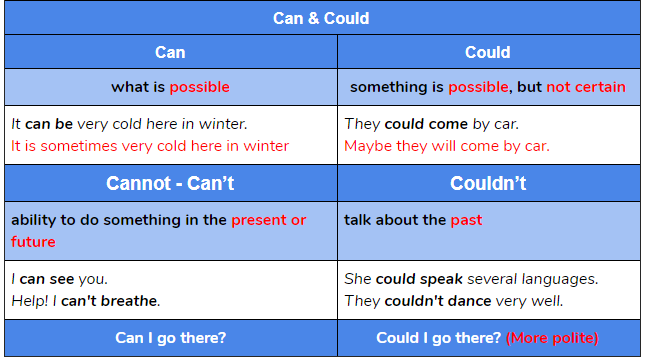 Can & Could
Can
Could
what is possible
something is possible, but not certain
It can be very cold here in winter.
It is sometimes very cold here in winter
They could come by car.
Maybe they will come by car.
Cannot - Can't
Couldn't
ability to do something in the present or
future
talk about the past
I can see you.
Help! I can't breathe.
She could speak several languages.
They couldn't dance very well.
Can I go there?
Could I go there? (More polite)